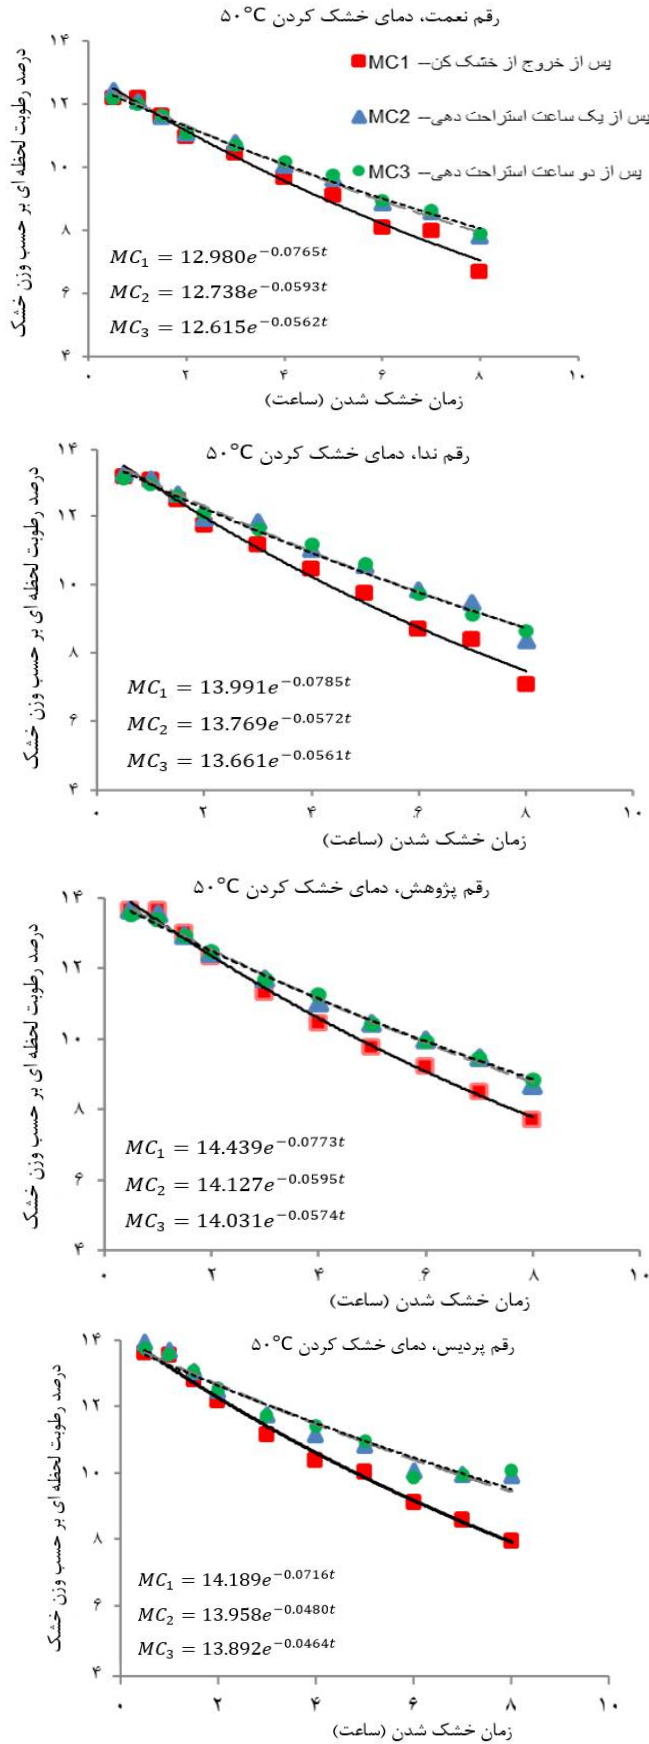 رقم نعمت، دمای خشک کردن ۵۰°C
درصد رطوبت لحظه ای بر حسب وزن خشک
۱۴
۱۲
۱۰
۸
۶
۴
MC1 – پس از خروج از خشک کن
MC2 – پس از یک ساعت استراحت دهی
MC3 – پس از دو ساعت استراحت دهی
MC₁ = 12.980e^{−0.0765t}
MC₂ = 12.738e^{−0.0593t}
MC₃ = 12.615e^{−0.0562t}
۰ ۲ ۴ ۶ ۸ ۱۰
زمان خشک شدن (ساعت)
رقم ندا، دمای خشک کردن ۵۰°C
درصد رطوبت لحظه ای بر حسب وزن خشک
۱۴
۱۲
۱۰
۸
۶
۴
MC₁ = 13.991e^{−0.0785t}
MC₂ = 13.769e^{−0.0572t}
MC₃ = 13.661e^{−0.0561t}
۰ ۲ ۴ ۶ ۸ ۱۰
زمان خشک شدن (ساعت)
رقم پژوهش، دمای خشک کردن ۵۰°C
درصد رطوبت لحظه ای بر حسب وزن خشک
۱۴
۱۲
۱۰
۸
۶
۴
MC₁ = 14.439e^{−0.0773t}
MC₂ = 14.127e^{−0.0595t}
MC₃ = 14.031e^{−0.0574t}
۰ ۲ ۴ ۶ ۸ ۱۰
زمان خشک شدن (ساعت)
رقم پردیس، دمای خشک کردن ۵۰°C
درصد رطوبت لحظه ای بر حسب وزن خشک
۱۴
۱۲
۱۰
۸
۶
۴
MC₁ = 14.189e^{−0.0716t}
MC₂ = 13.958e^{−0.0480t}
MC₃ = 13.892e^{−0.0464t}
۰ ۲ ۴ ۶ ۸ ۱۰
زمان خشک شدن (ساعت)